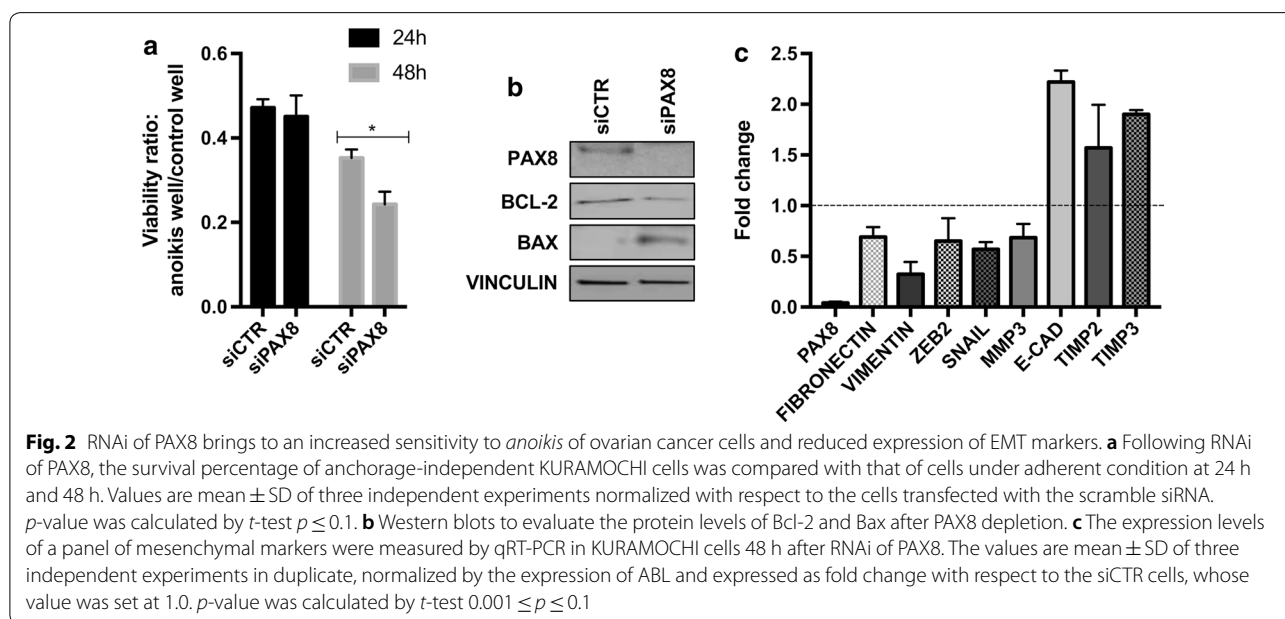 a
24h
48h
Viability ratio:
anoikis well/control well
0.6
0.4
0.2
0.0
*
siCTR
siPAX8
siCTR
siPAX8
b
siCTR
siPAX8
PAX8
BCL-2
BAX
VINCULIN
c
Fold change
2.5
2.0
1.5
1.0
0.5
0.0
PAX8
FIBRONECTIN
VIMENTIN
ZEB2
SNAIL
MMP3
E-CAD
TIMP2
TIMP3
Fig. 2 RNAi of PAX8 brings to an increased sensitivity to anoikis of ovarian cancer cells and reduced expression of EMT markers. a Following RNAi
of PAX8, the survival percentage of anchorage-independent KURAMOCHI cells was compared with that of cells under adherent condition at 24 h
and 48 h. Values are mean ± SD of three independent experiments normalized with respect to the cells transfected with the scramble siRNA.
p-value was calculated by t-test p ≤ 0.1. b Western blots to evaluate the protein levels of Bcl-2 and Bax after PAX8 depletion. c The expression levels
of a panel of mesenchymal markers were measured by qRT-PCR in KURAMOCHI cells 48 h after RNAi of PAX8. The values are mean ± SD of three
independent experiments in duplicate, normalized by the expression of ABL and expressed as fold change with respect to the siCTR cells, whose
value was set at 1.0. p-value was calculated by t-test 0.001 ≤ p ≤ 0.1